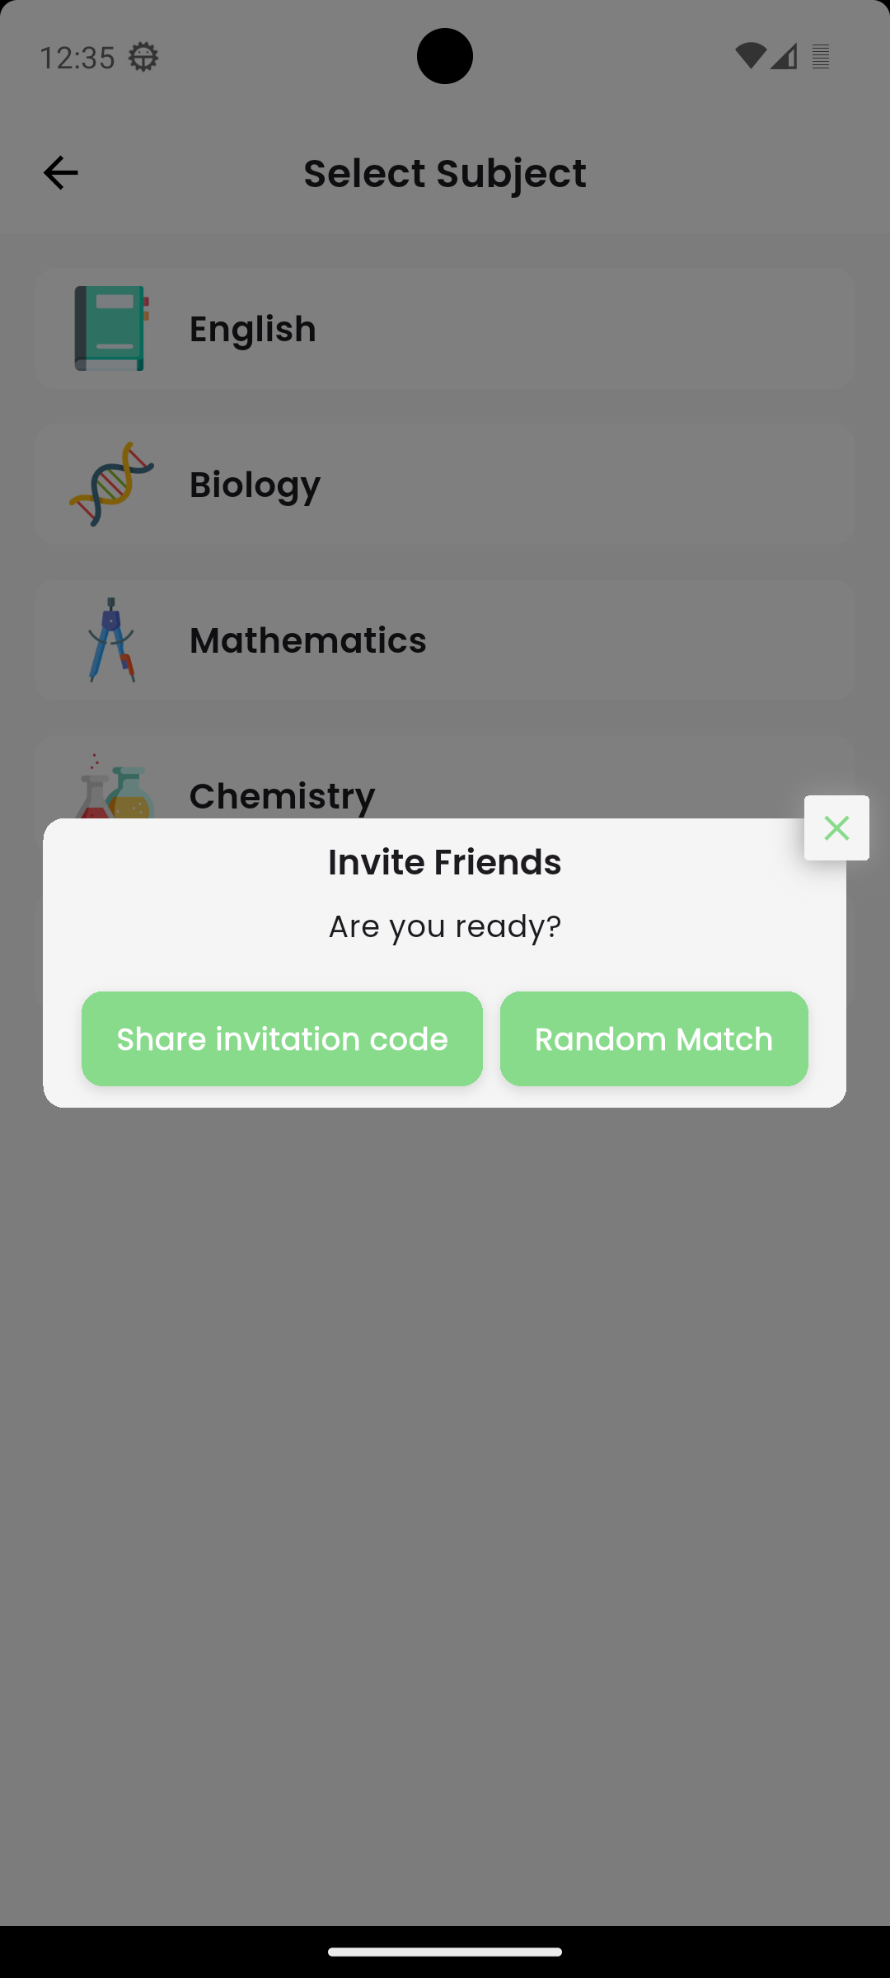 12:35
Select Subject
English
Biology
Mathematics
Chemistry
Invite Friends
Are you ready?
Share invitation code
Random Match